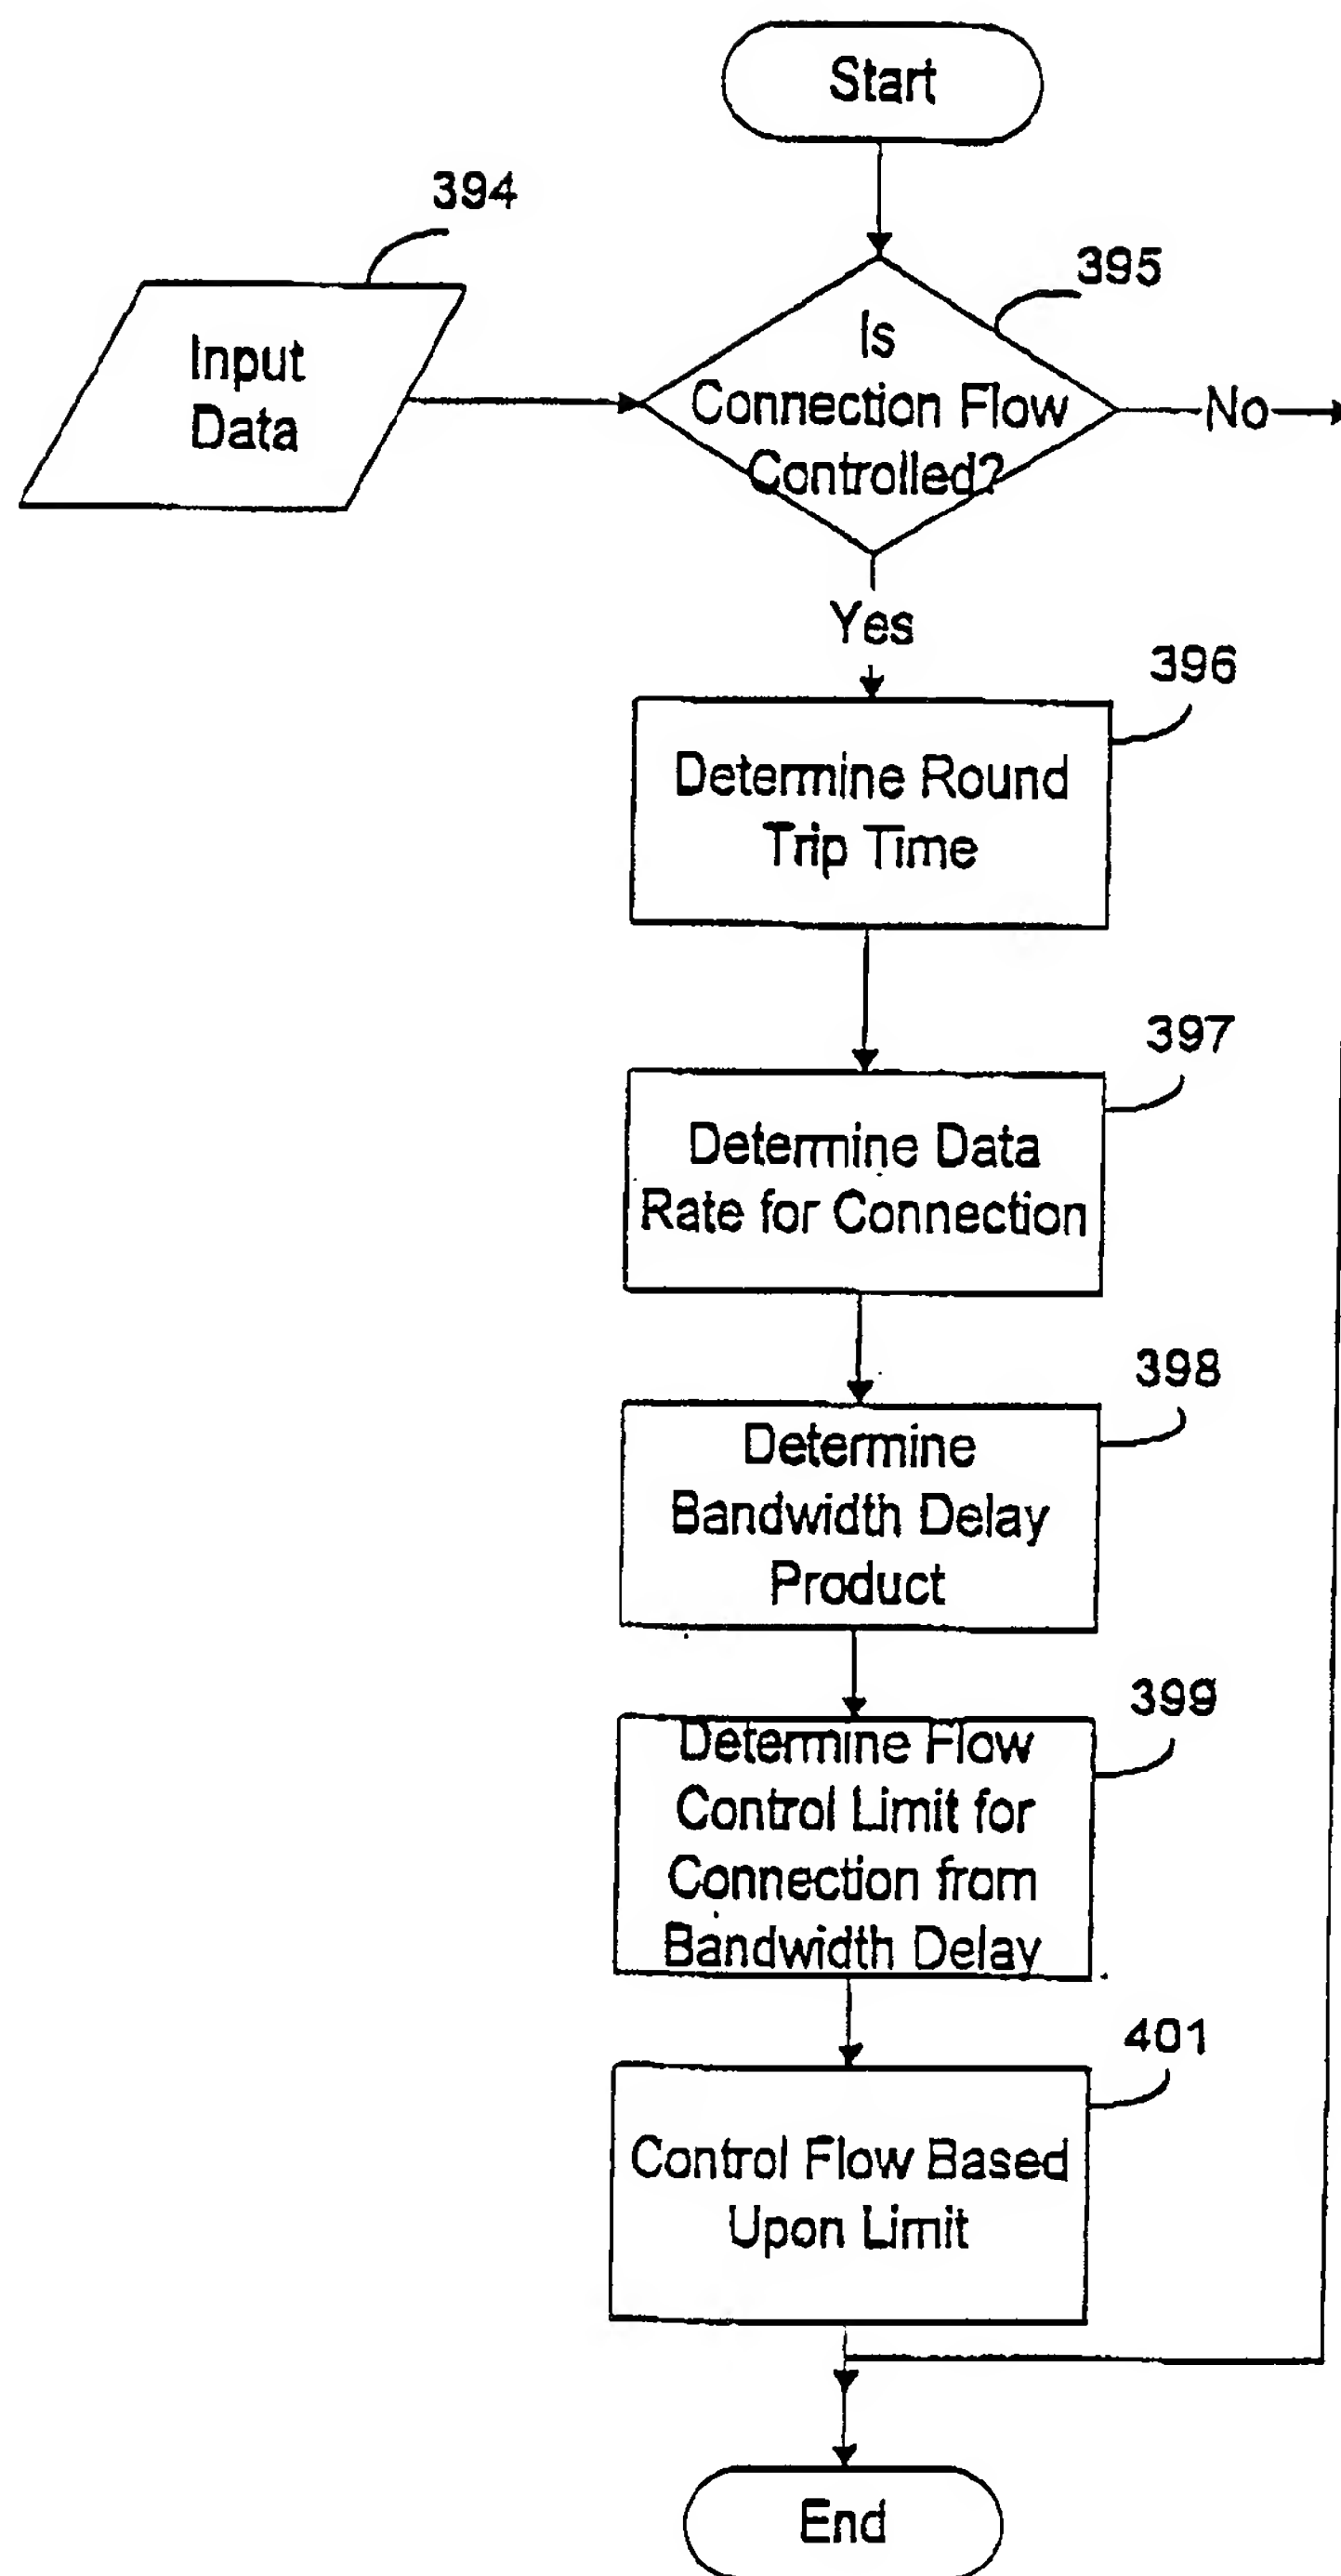 Start
394
395
Input
Data
Is
Connection Flow
Controlled?
No
Yes
396
Determine Round
Trip Time
397
Determine Data
Rate for Connection
398
Determine
Bandwidth Delay
Product
399
Determine Flow
Control Limit for
Connection from
Bandwidth Delay
401
Control Flow Based
Upon Limit
End